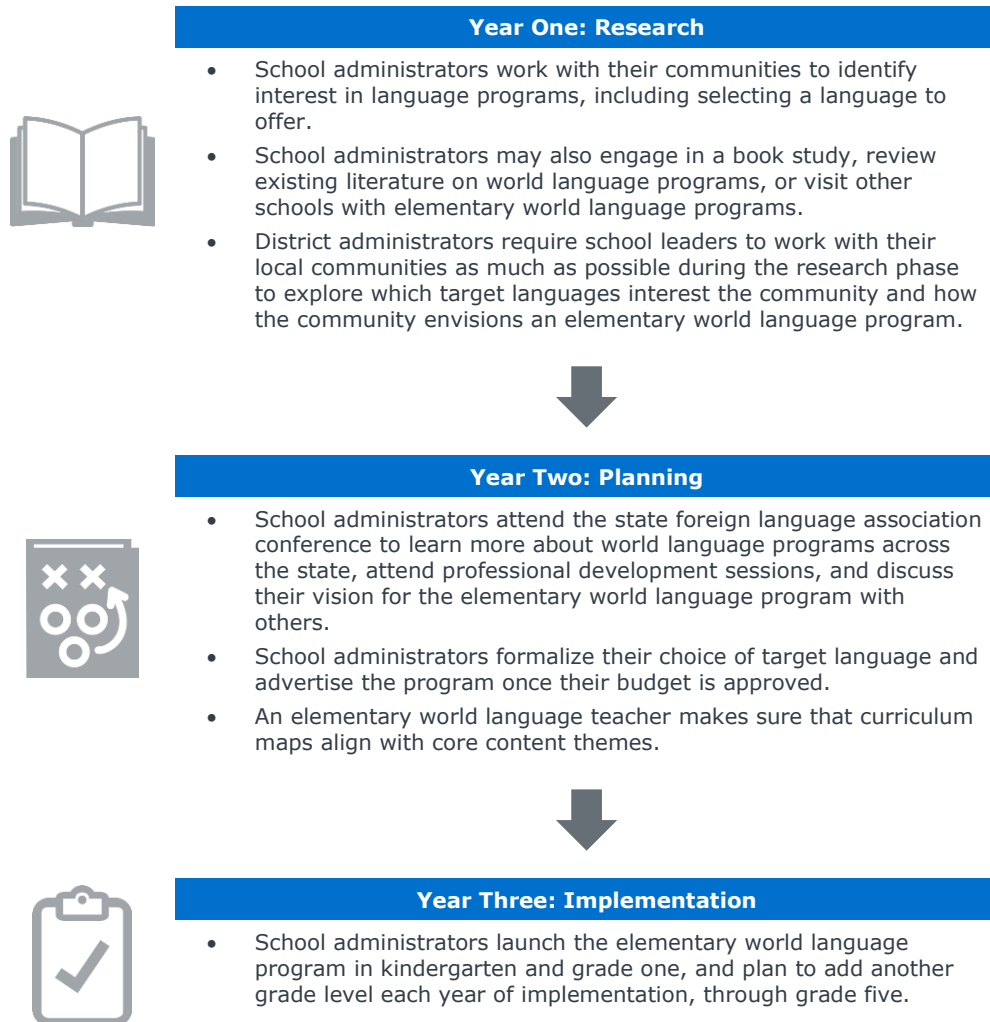 Year One: Research
• School administrators work with their communities to identify
interest in language programs, including selecting a language to
offer.
• School administrators may also engage in a book study, review
existing literature on world language programs, or visit other
schools with elementary world language programs.
• District administrators require school leaders to work with their
local communities as much as possible during the research phase
to explore which target languages interest the community and how
the community envisions an elementary world language program.
Year Two: Planning
• School administrators attend the state foreign language association
conference to learn more about world language programs across
the state, attend professional development sessions, and discuss
their vision for the elementary world language program with
others.
• School administrators formalize their choice of target language and
advertise the program once their budget is approved.
• An elementary world language teacher makes sure that curriculum
maps align with core content themes.
Year Three: Implementation
• School administrators launch the elementary world language
program in kindergarten and grade one, and plan to add another
grade level each year of implementation, through grade five.